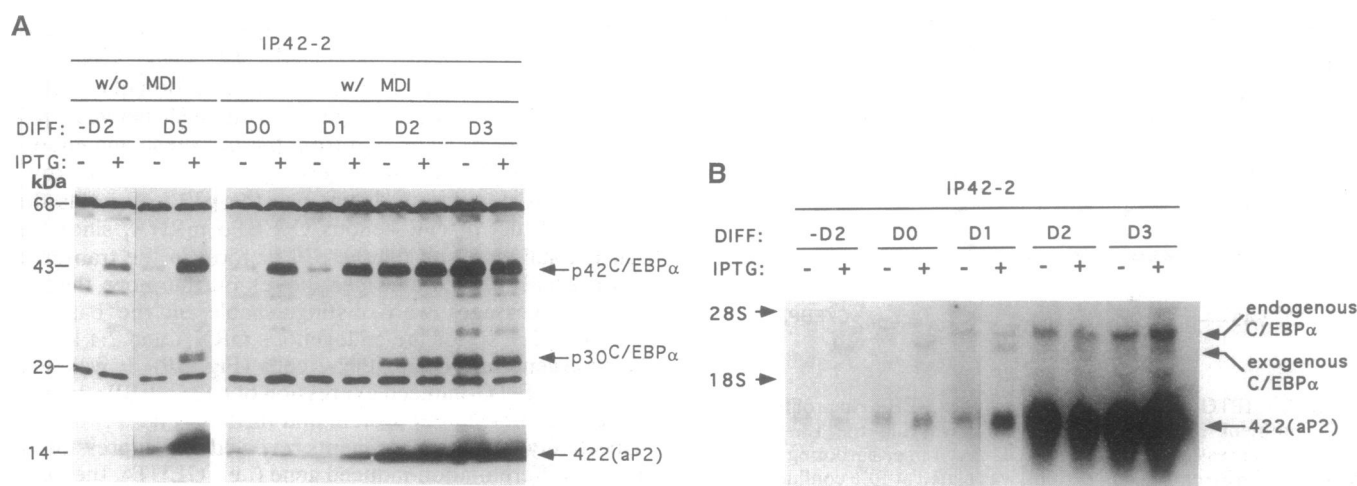 A
IP42-2
w/o MDI w/ MDI
DIFF: -D2 D5 D0 D1 D2 D3
IPTG: - + - + - + - + - + - +
kDa
68
43
p42C/EBPα
p30C/EBPα
29
14
422(aP2)
B
IP42-2
DIFF: -D2 D0 D1 D2 D3
IPTG: - + - + - + - + - +
28S
endogenous
C/EBPα
exogenous
C/EBPα
18S
422(aP2)